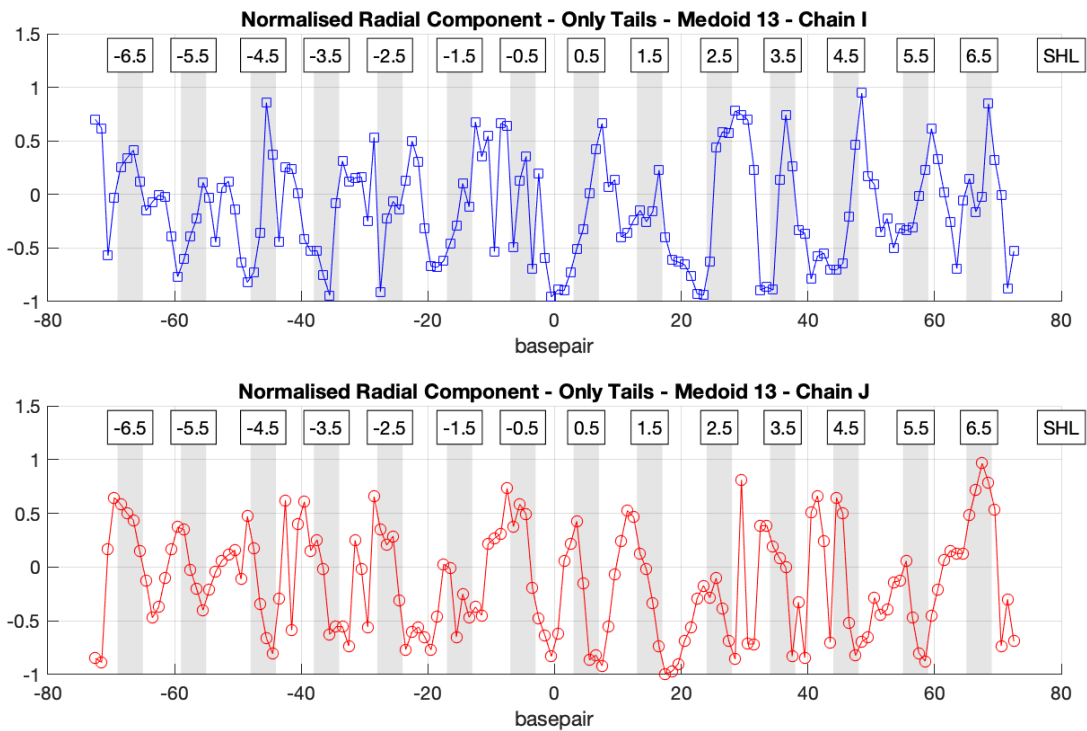 Normalised Radial Component - Only Tails - Medoid 13 - Chain I
1.5
-6.5 -5.5 -4.5 -3.5 -2.5 -1.5 -0.5 0.5 1.5 2.5 3.5 4.5 5.5 6.5 SHL
1
0.5
0
-0.5
-1
-80 -60 -40 -20 0 20 40 60 80
basepair
Normalised Radial Component - Only Tails - Medoid 13 - Chain J
1.5
-6.5 -5.5 -4.5 -3.5 -2.5 -1.5 -0.5 0.5 1.5 2.5 3.5 4.5 5.5 6.5 SHL
1
0.5
0
-0.5
-1
-80 -60 -40 -20 0 20 40 60 80
basepair